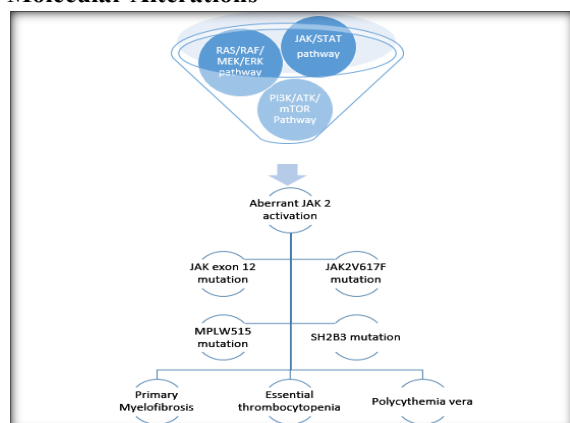 Molecular Alterations
RAS/RAF/
MEK/ERK
pathway
JAK/STAT
pathway
PI3K/ATK/
mTOR
Pathway
Aberrant JAK 2
activation
JAK exon 12
mutation
JAK2V617F
mutation
MPLW515
mutation
SH2B3 mutation
Primary
Myelofibrosis
Essential
thrombocytopenia
Polycythemia vera